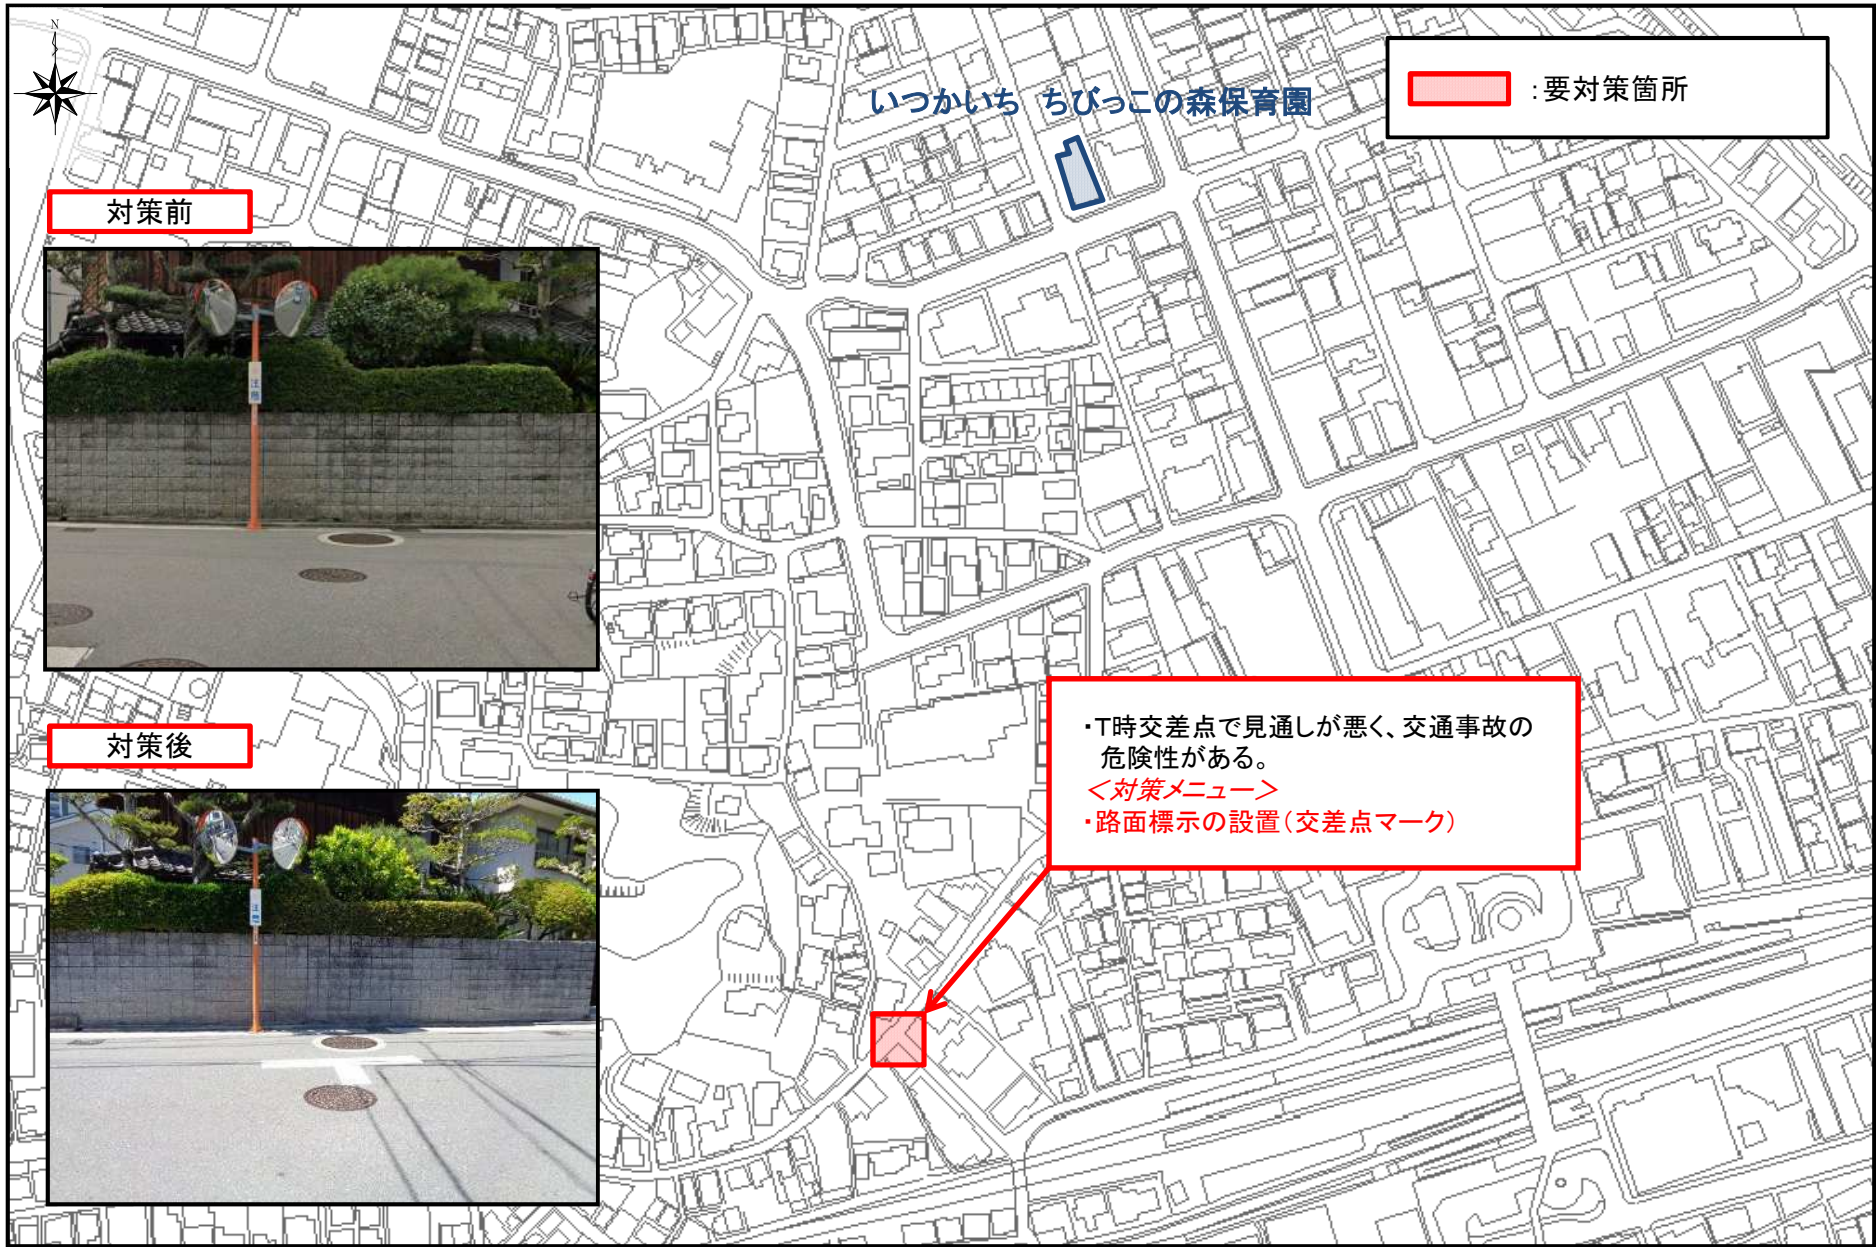 N
いつかいち ちびっこの森保育園
:要対策箇所
対策前
注
対策後
注
・T時交差点で見通しが悪く、交通事故の
危険性がある。
<対策メニュー>
・路面標示の設置(交差点マーク)